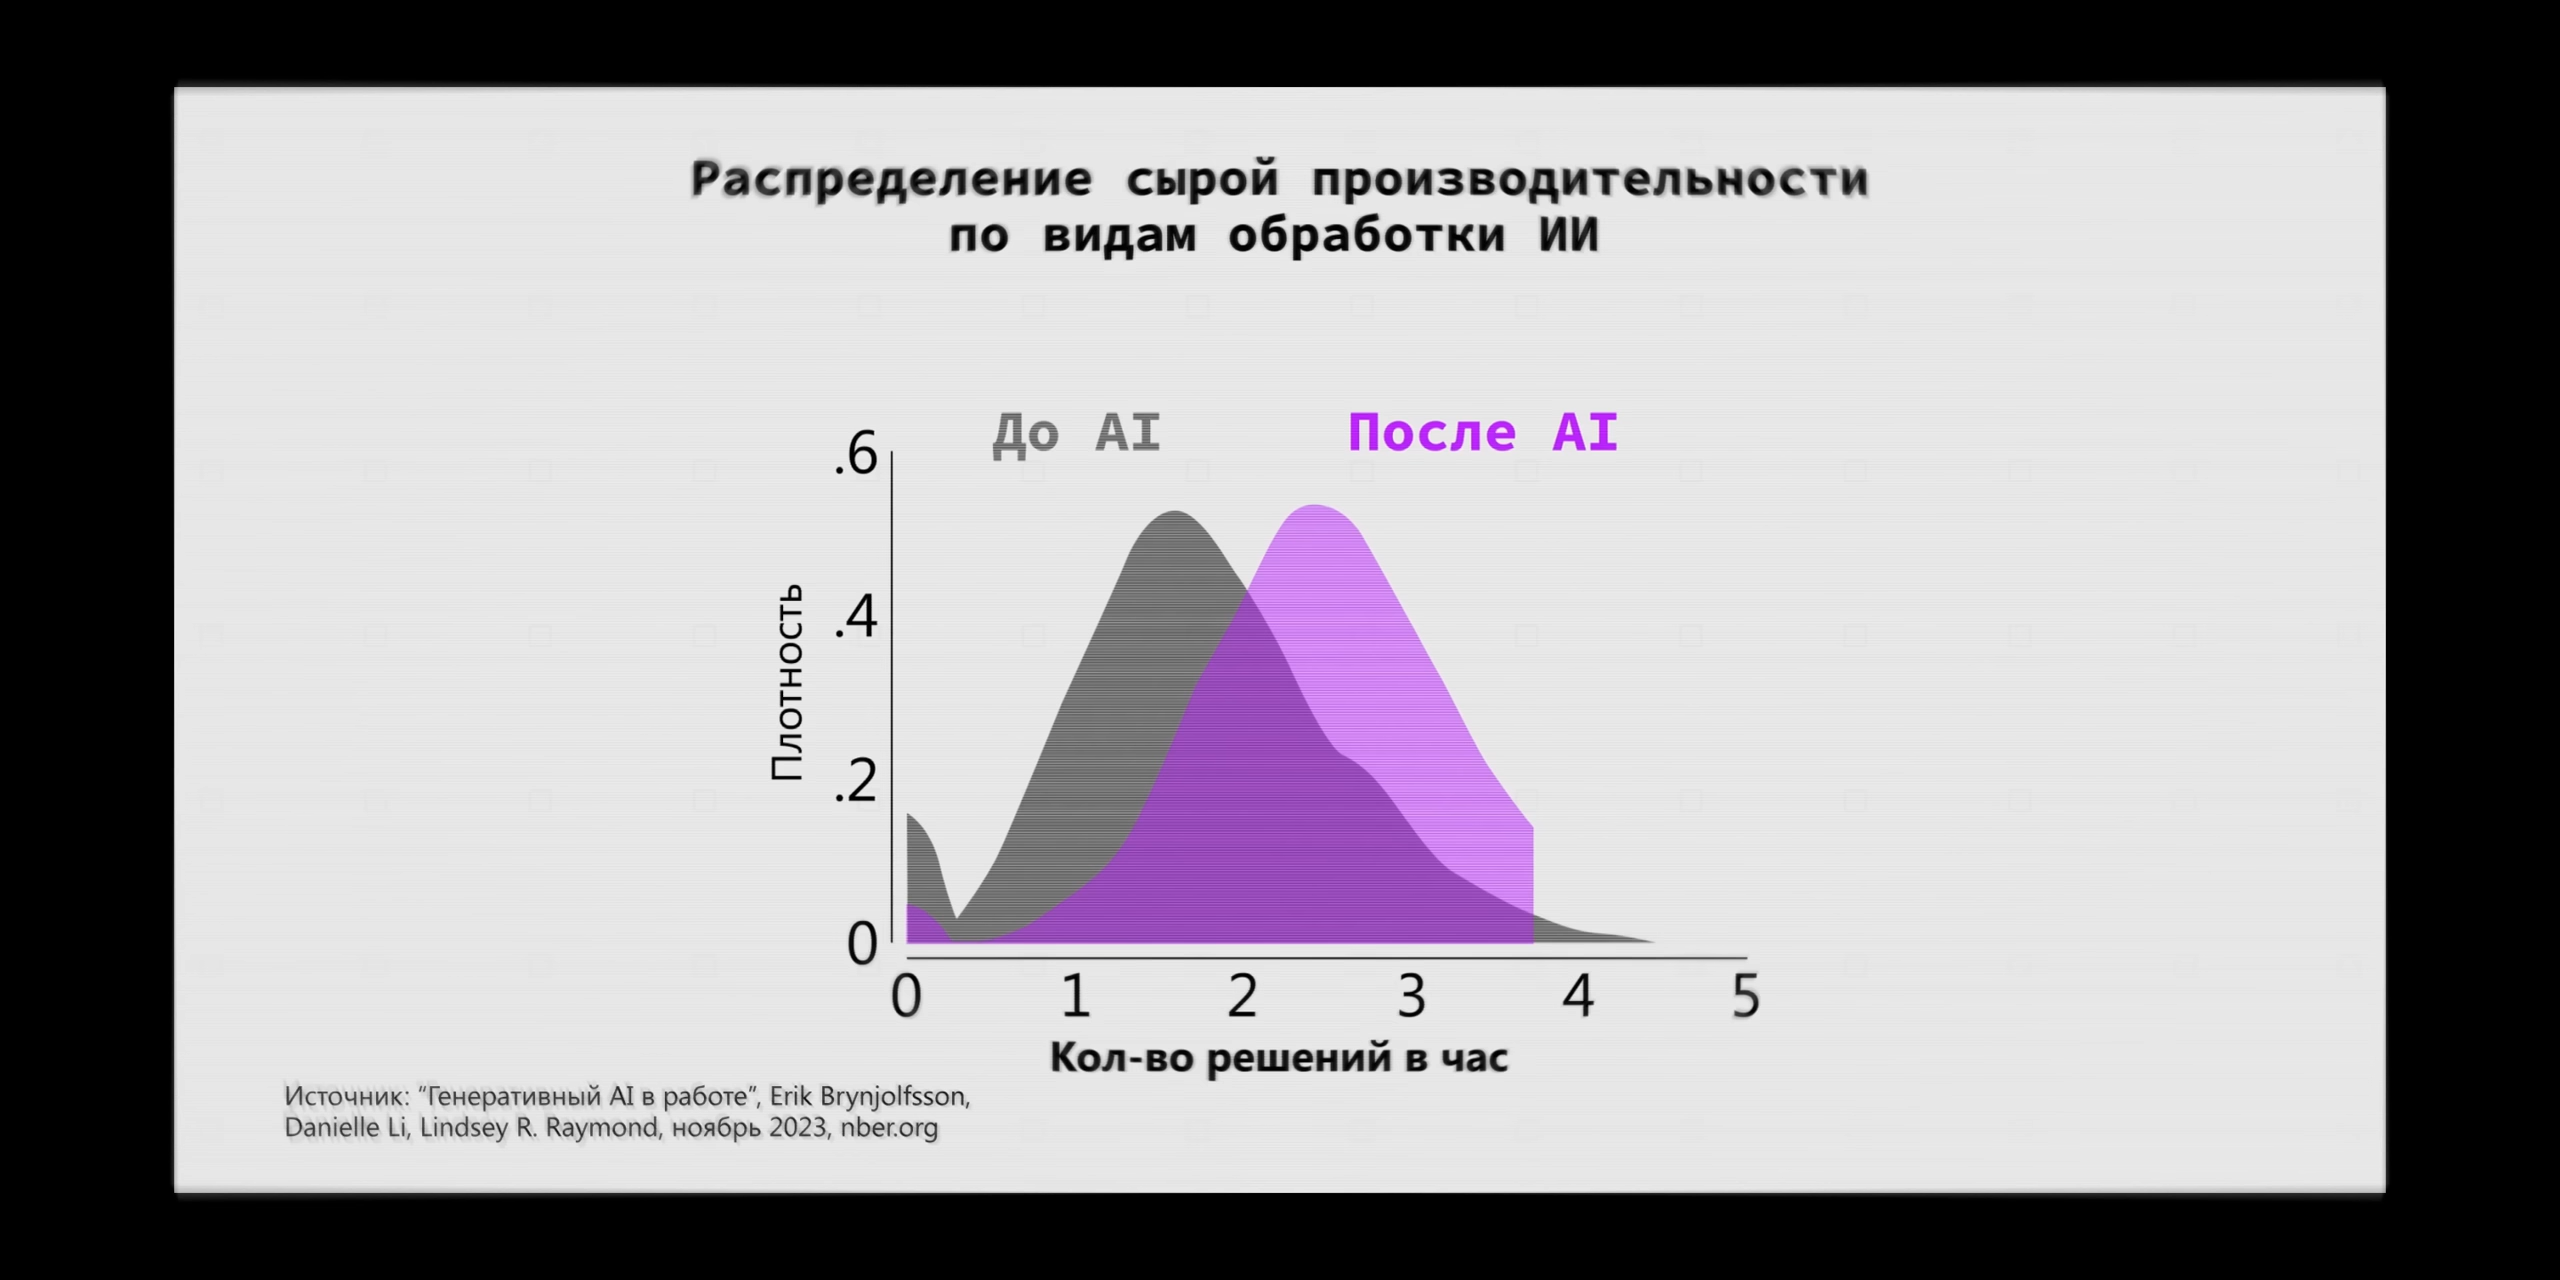 Распределение сырой производительности
по видам обработки ИИ
До AI
После AI
.6
.4
.2
0
Плотность
0 1 2 3 4 5
Кол-во решений в час
Источник: “Генеративный AI в работе”, Erik Brynjolfsson,
Danielle Li, Lindsey R. Raymond, ноябрь 2023, nber.org